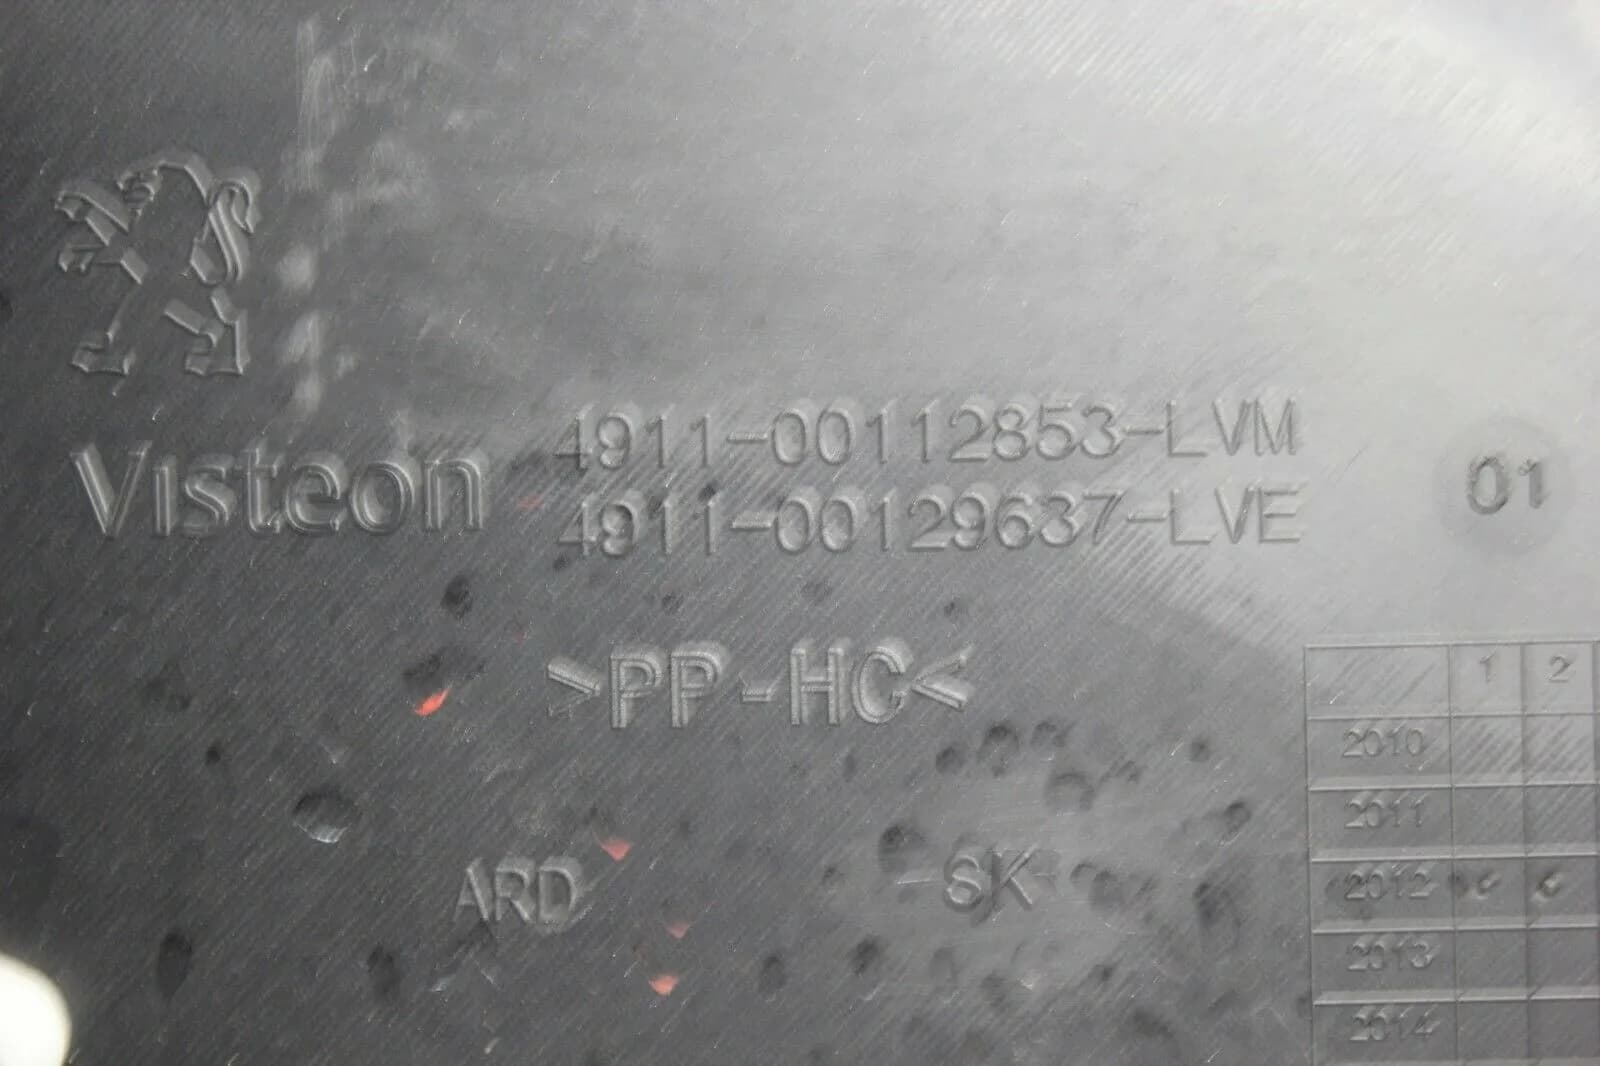 Visteon
4911-00112853-LVM
4911-00129637-LVE
01
>PP-HC<
ARD
SK
1 2
2010
2011
2012
2013
2014